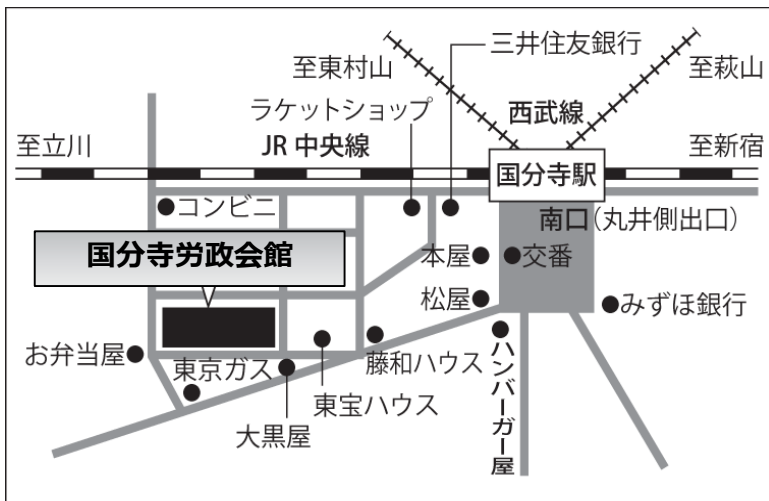 三井住友銀行
至東村山
至萩山
ラケットショップ
西武線
至立川
JR 中央線
至新宿
国分寺駅
コンビニ
南口（丸井側出口）
国分寺労政会館
本屋
交番
松屋
みずほ銀行
お弁当屋
東京ガス
藤和ハウス
東宝ハウス
大黒屋
ハンバーガー屋